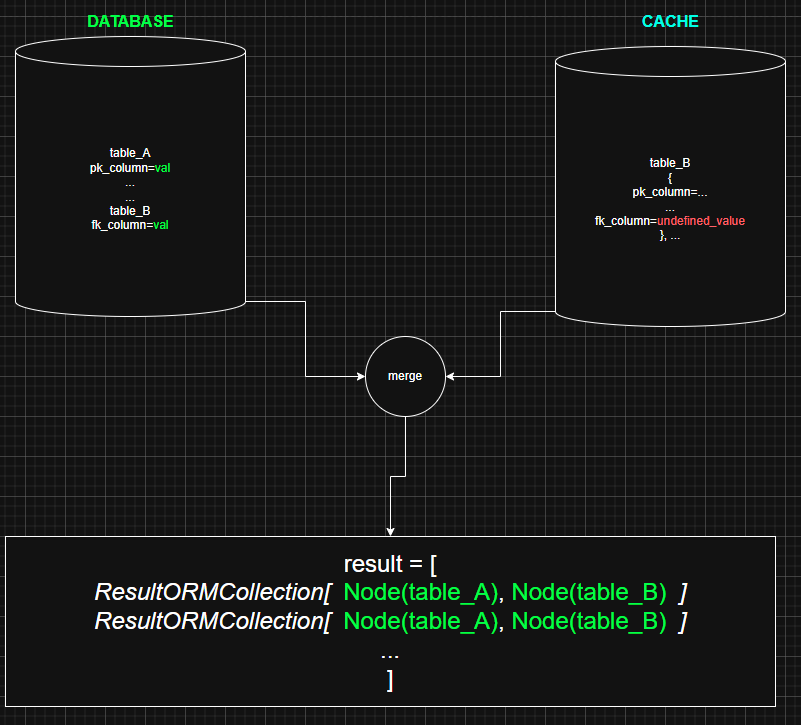 DATABASE
CACHE
table_A
pk_column=val
...
...
table_B
fk_column=val
table_B
{
pk_column=...
...
fk_column=undefined_value
}, ...
merge
result = [
ResultORMCollection[ Node(table_A), Node(table_B) ]
ResultORMCollection[ Node(table_A), Node(table_B) ]
...
]